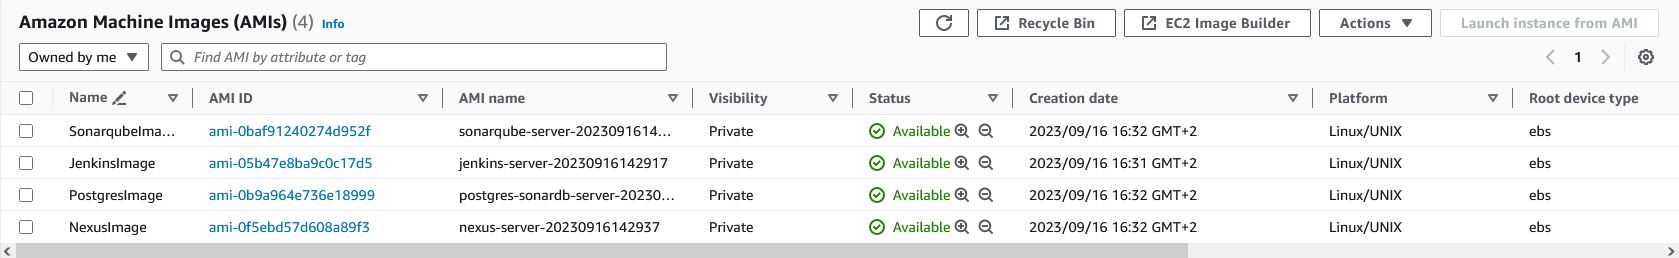 Amazon Machine Images (AMIs) (4) Info
Recycle Bin EC2 Image Builder Actions Launch instance from AMI
Owned by me Find AMI by attribute or tag 1
Name AMI ID AMI name Visibility Status Creation date Platform Root device type
SonarqubeIma... ami-0baf91240274d952f sonarqube-server-2023091614... Private Available 2023/09/16 16:32 GMT+2 Linux/UNIX ebs
JenkinsImage ami-05b47e8ba9c0c17d5 jenkins-server-20230916142917 Private Available 2023/09/16 16:31 GMT+2 Linux/UNIX ebs
PostgresImage ami-0b9a964e736e18999 postgres-sonardb-server-20230... Private Available 2023/09/16 16:32 GMT+2 Linux/UNIX ebs
NexusImage ami-0f5ebd57d608a89f3 nexus-server-20230916142937 Private Available 2023/09/16 16:32 GMT+2 Linux/UNIX ebs